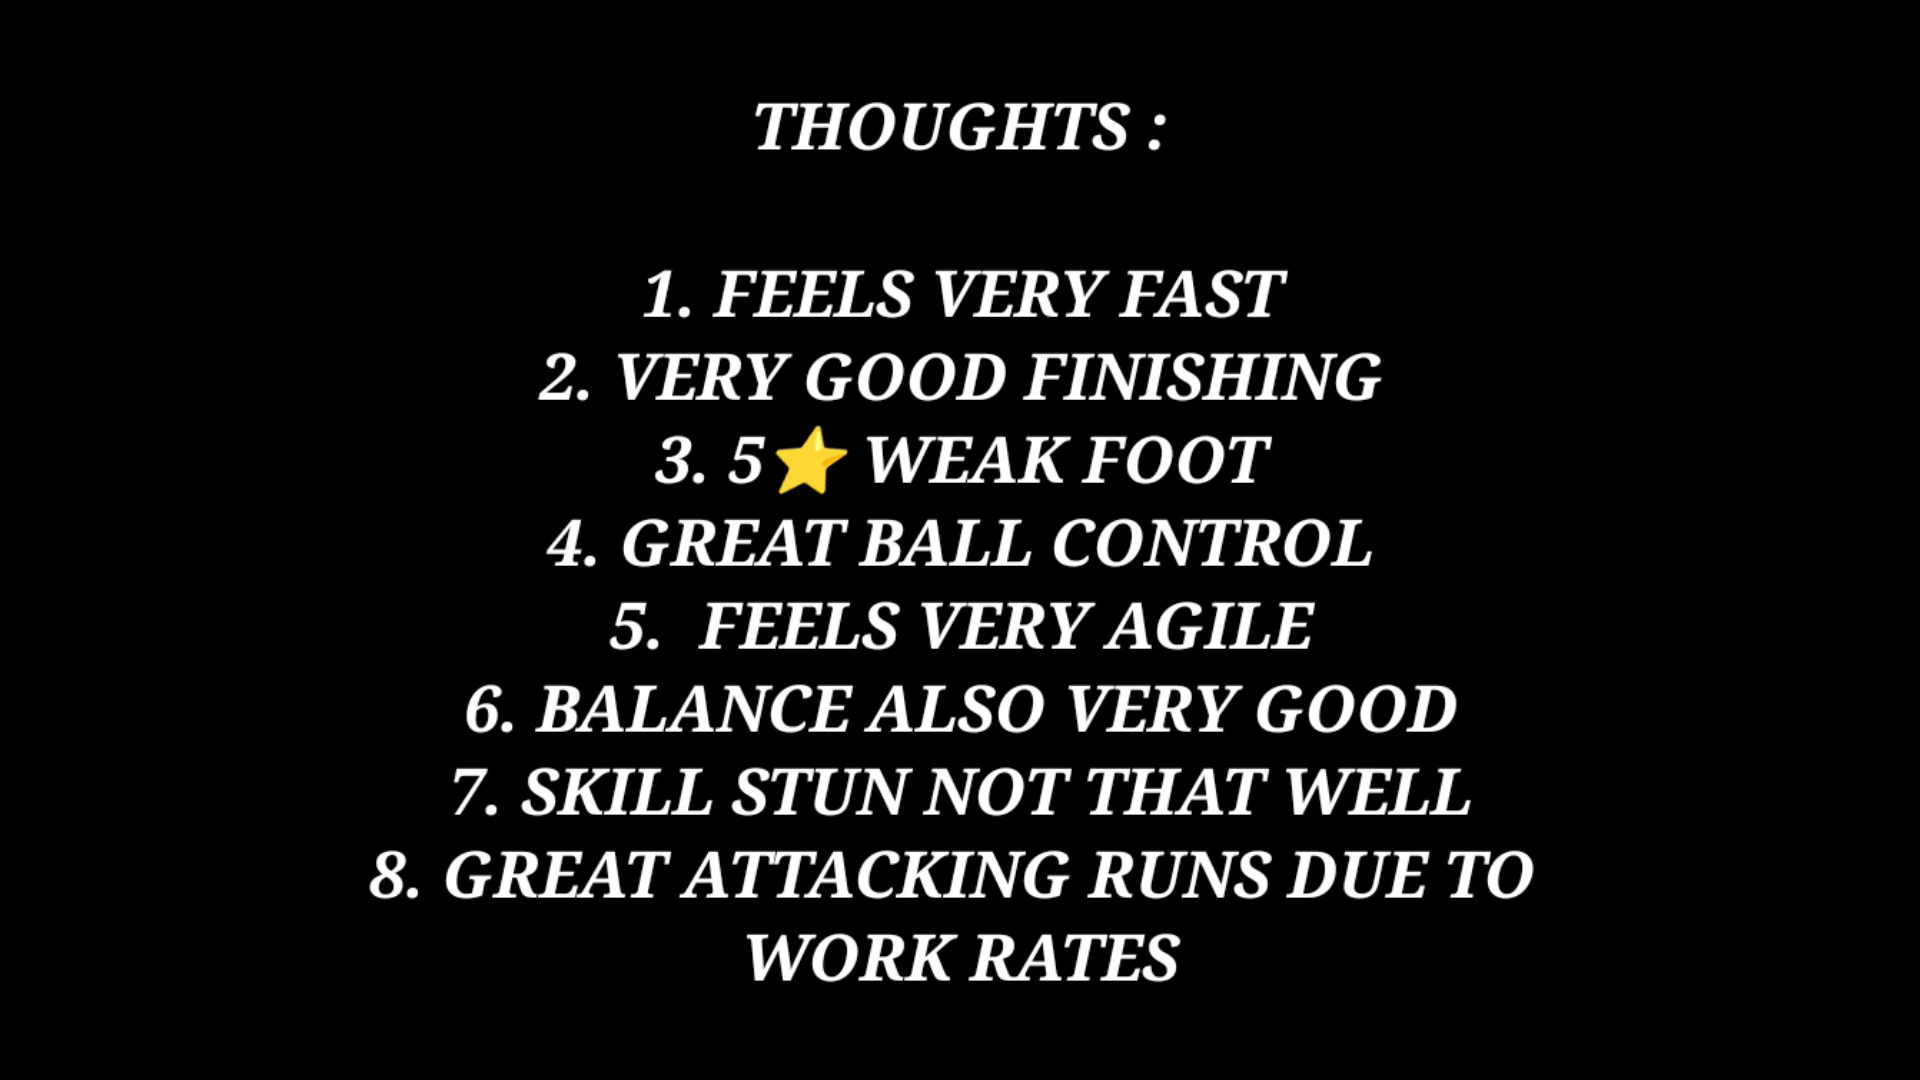 THOUGHTS :
1. FEELS VERY FAST
2. VERY GOOD FINISHING
3. 5⭐ WEAK FOOT
4. GREAT BALL CONTROL
5.  FEELS VERY AGILE
6. BALANCE ALSO VERY GOOD
7. SKILL STUN NOT THAT WELL
8. GREAT ATTACKING RUNS DUE TO
WORK RATES